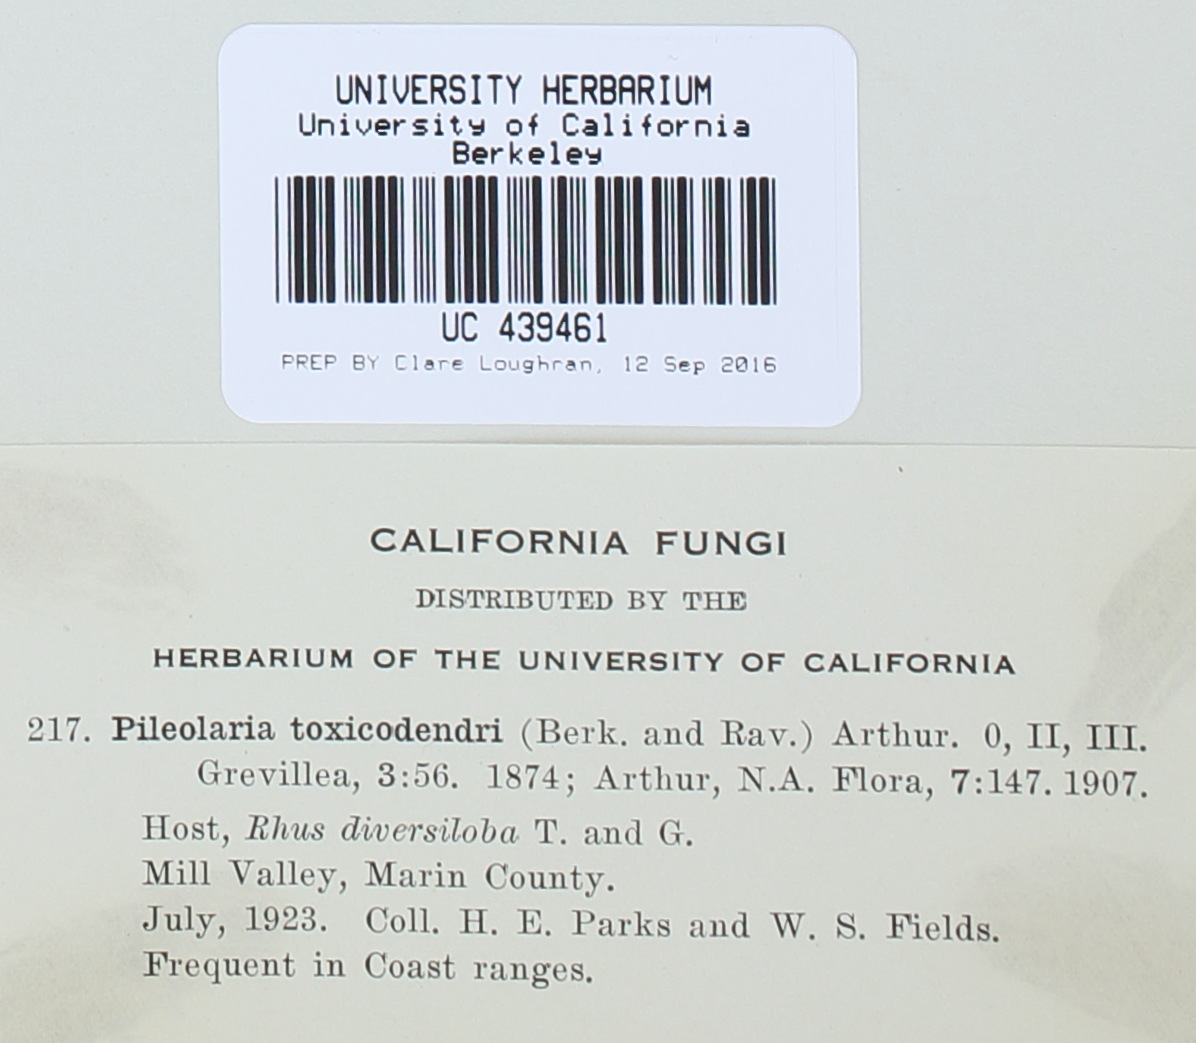 UNIVERSITY HERBARIUM
University of California
Berkeley
UC 439461
PREP BY Clare Loughran, 12 Sep 2016
CALIFORNIA FUNGI
DISTRIBUTED BY THE
HERBARIUM OF THE UNIVERSITY OF CALIFORNIA
217. Pileolaria toxicodendri (Berk. and Rav.) Arthur. 0, II, III.
Grevillea, 3:56. 1874; Arthur, N.A. Flora, 7:147. 1907.
Host, Rhus diversiloba T. and G.
Mill Valley, Marin County.
July, 1923. Coll. H. E. Parks and W. S. Fields.
Frequent in Coast ranges.